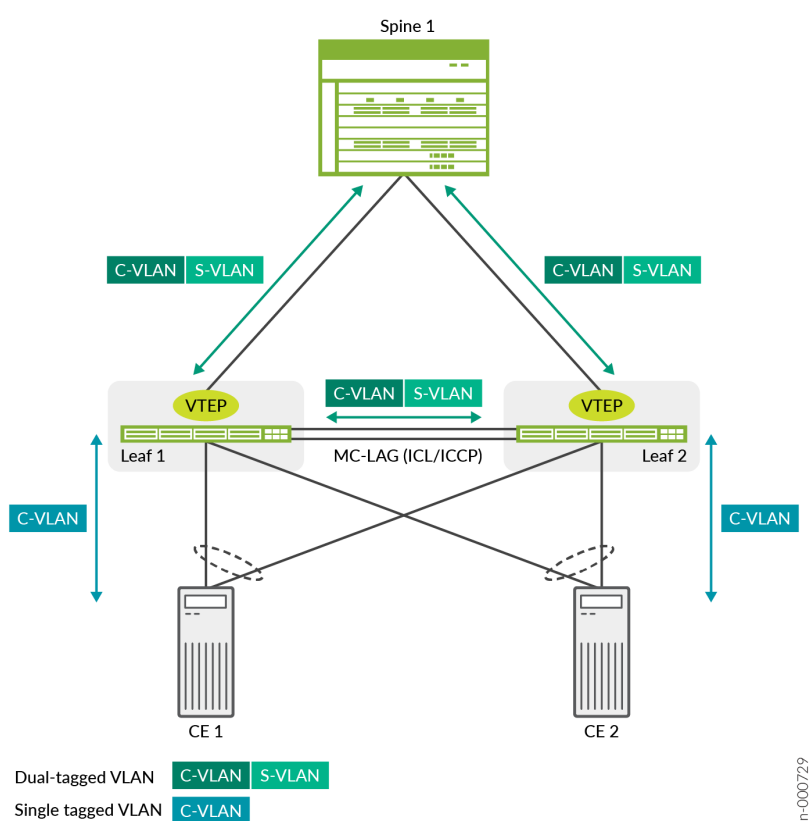 Spine 1
C-VLAN S-VLAN
C-VLAN S-VLAN
C-VLAN S-VLAN
VTEP
VTEP
Leaf 1
MC-LAG (ICL/ICCP)
Leaf 2
C-VLAN
C-VLAN
CE 1
CE 2
Dual-tagged VLAN C-VLAN S-VLAN
Single tagged VLAN C-VLAN
n-000729